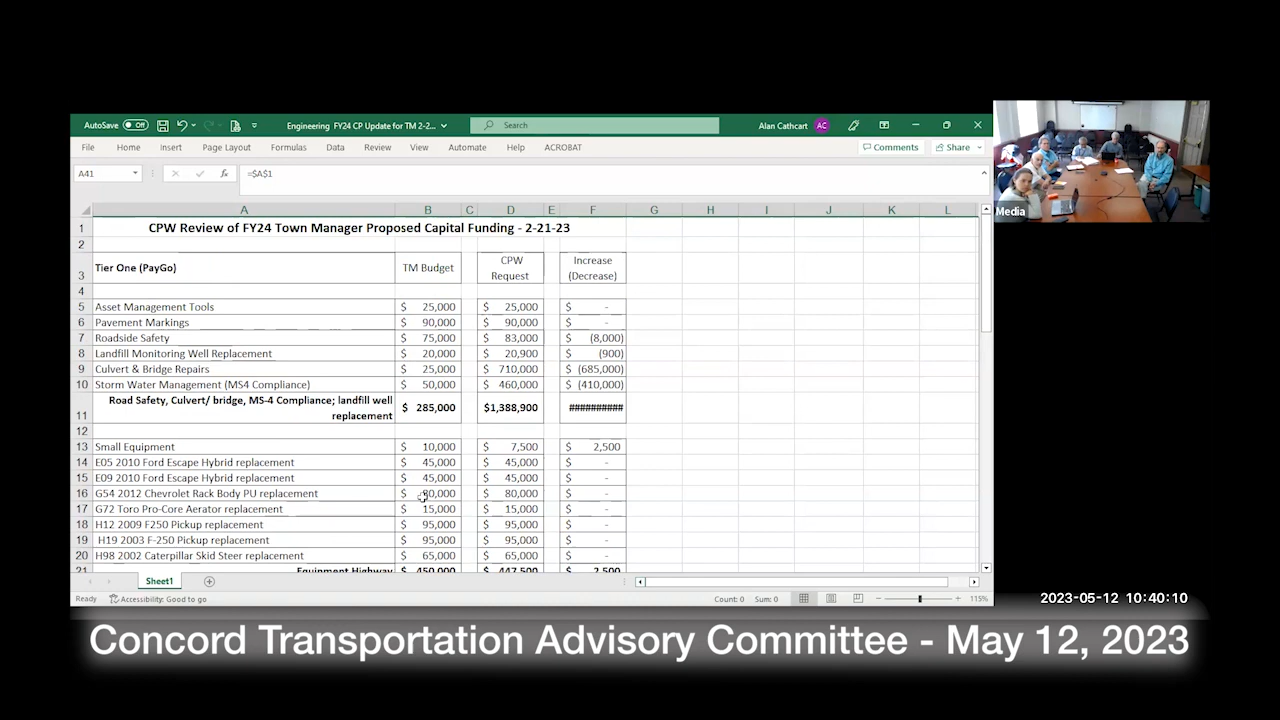 AutoSave Off Engineering FY24 CP Update for TM 2-2... Search Alan Cathcart AC
File Home Insert Page Layout Formulas Data Review View Automate Help ACROBAT Comments Share
A41 fx =$A$1
A B C D E F G H I J K L
1 CPW Review of FY24 Town Manager Proposed Capital Funding - 2-21-23
2
3 Tier One (PayGo) TM Budget CPW Request Increase (Decrease)
4
5 Asset Management Tools $ 25,000 $ 25,000 $ -
6 Pavement Markings $ 90,000 $ 90,000 $ -
7 Roadside Safety $ 75,000 $ 83,000 $ (8,000)
8 Landfill Monitoring Well Replacement $ 20,000 $ 20,900 $ (900)
9 Culvert & Bridge Repairs $ 25,000 $ 710,000 $ (685,000)
10 Storm Water Management (MS4 Compliance) $ 50,000 $ 460,000 $ (410,000)
11 Road Safety, Culvert/ bridge, MS-4 Compliance; landfill well replacement $ 285,000 $1,388,900 ##########
12
13 Small Equipment $ 10,000 $ 7,500 $ 2,500
14 E05 2010 Ford Escape Hybrid replacement $ 45,000 $ 45,000 $ -
15 E09 2010 Ford Escape Hybrid replacement $ 45,000 $ 45,000 $ -
16 G54 2012 Chevrolet Rack Body PU replacement $ 80,000 $ 80,000 $ -
17 G72 Toro Pro-Core Aerator replacement $ 15,000 $ 15,000 $ -
18 H12 2009 F250 Pickup replacement $ 95,000 $ 95,000 $ -
19 H19 2003 F-250 Pickup replacement $ 95,000 $ 95,000 $ -
20 H98 2002 Caterpillar Skid Steer replacement $ 65,000 $ 65,000 $ -
21 Equipment Highway $ 450,000 $ 447,500 $ 2,500
Sheet1
Ready Accessibility: Good to go Count: 0 Sum: 0 115%
Media
2023-05-12 10:40:10
Concord Transportation Advisory Committee - May 12, 2023